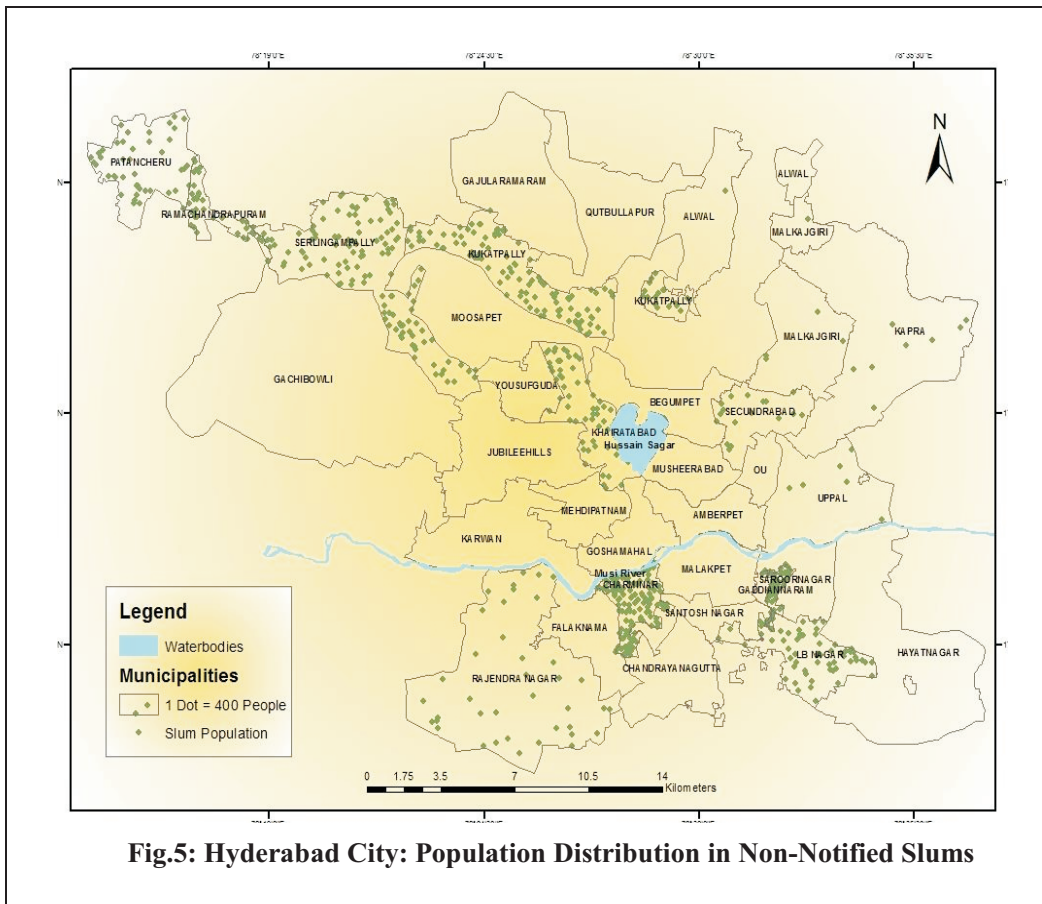 78°19'0"E 78°24'30"E 78°30'0"E 78°35'30"E
N
PATANCHERU
GAJULARAMARAM
ALWAL
N 1
RAMACHANDRAPURAM
QUTBULLAPUR
ALWAL
MALKAJGIRI
SERLINGAMPALLY
KUKATPALLY
KUKATPALLY
MOOSAPET
MALKAJGIRI
KAPRA
GACHIBOWLI
YOUSUFGUDA
BEGUMPET
SECUNDRABAD
N 1
KHAIRATABAD
Hussain Sagar
JUBILEEHILLS
MUSHEERABAD
OU
UPPAL
MEHDIPATNAM
AMBERPET
KARWAN
GOSHAMAHAL
Musi River
CHARMINAR
MALAKPET
SAROORNAGAR
GADDIANNARAM
SANTOSH NAGAR
FALAKNAMA
LB NAGAR
HAYATNAGAR
CHANDRAYANAGUTTA
RAJENDRA NAGAR
1
Legend
Waterbodies
Municipalities
1 Dot = 400 People
Slum Population
0 1.75 3.5 7 10.5 14
Kilometers
Fig.5: Hyderabad City: Population Distribution in Non-Notified Slums